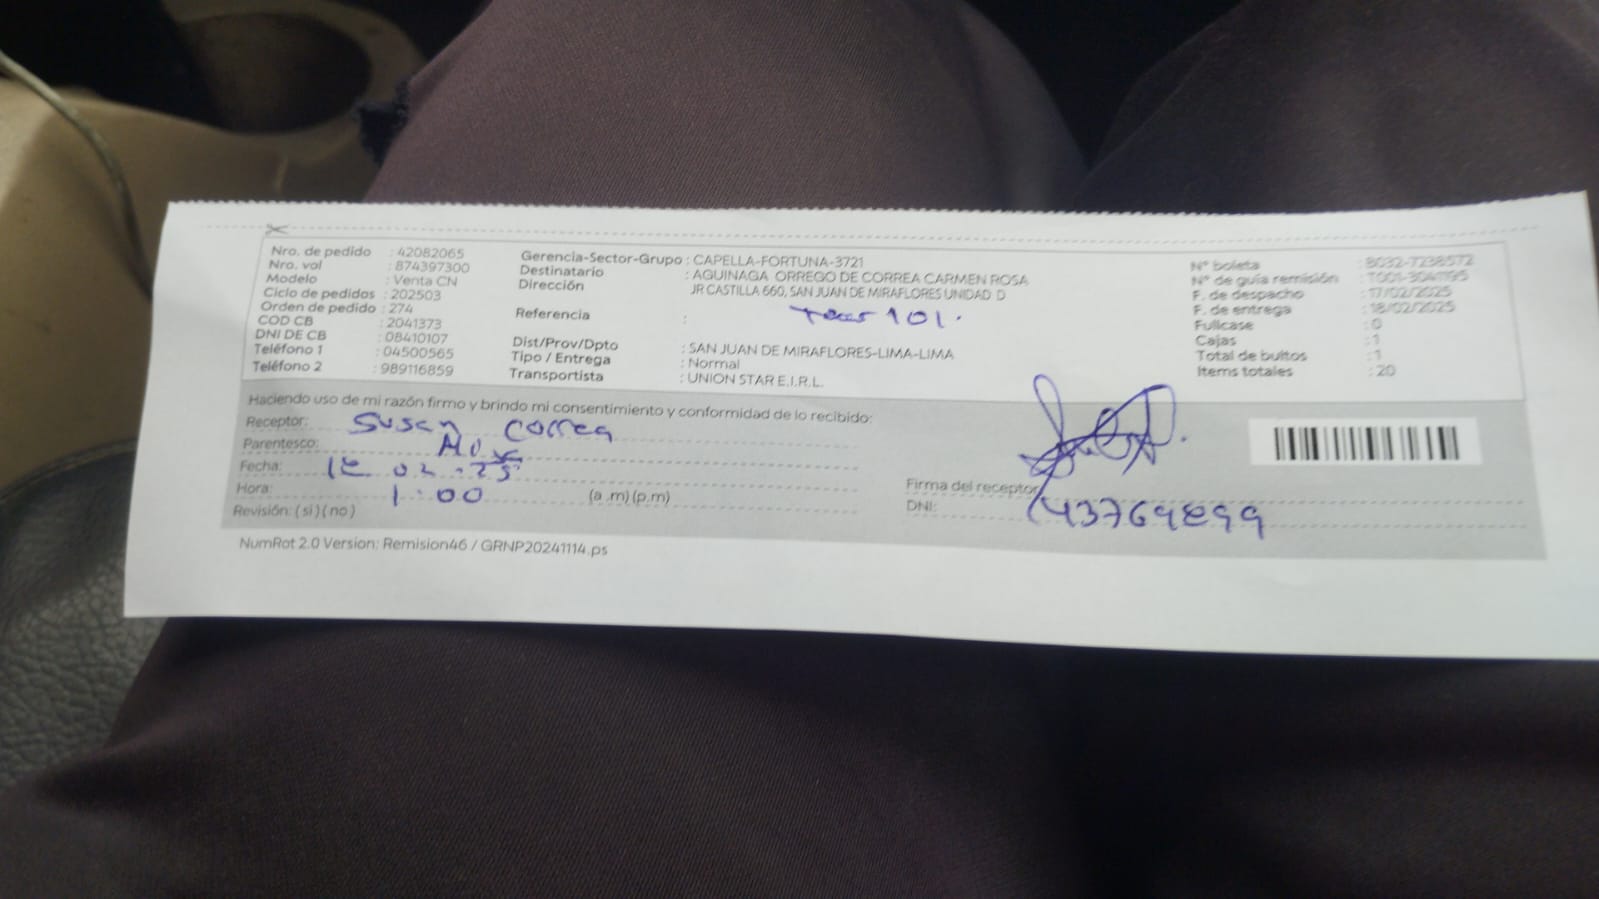 Nro. de pedido : 42082065
Nro. vol : 874397300
Modelo : Venta CN
Ciclo de pedidos : 202503
Orden de pedido : 274
COD CB : 2041373
DNI DE CB : 08410107
Teléfono 1 : 04500565
Teléfono 2 : 989116859
Gerencia-Sector-Grupo : CAPELLA-FORTUNA-3721
Destinatario : AGUINAGA ORREGO DE CORREA CARMEN ROSA
Dirección JR CASTILLA 660, SAN JUAN DE MIRAFLORES UNIDAD D
Referencia : 101.
Dist/Prov/Dpto : SAN JUAN DE MIRAFLORES-LIMA-LIMA
Tipo / Entrega : Normal
Transportista : UNION STAR E.I.R.L.
N° boleta : B032-7238572
N° de guía remisión :
F. de despacho : 17/02/2025
F. de entrega : 18/02/2025
Fullcase : 0
Cajas : 1
Total de bultos : 1
Items totales : 20
Haciendo uso de mi razón firmo y brindo mi consentimiento y conformidad de lo recibido:
Receptor: Susan Correa
Parentesco:
Fecha: 02-25
Hora: 1:00 (a .m) (p.m)
Revisión: ( si ) ( no )
Firma del receptor
DNI: 43769899
NumRot 2.0 Version: Remision46 / GRNP20241114.ps